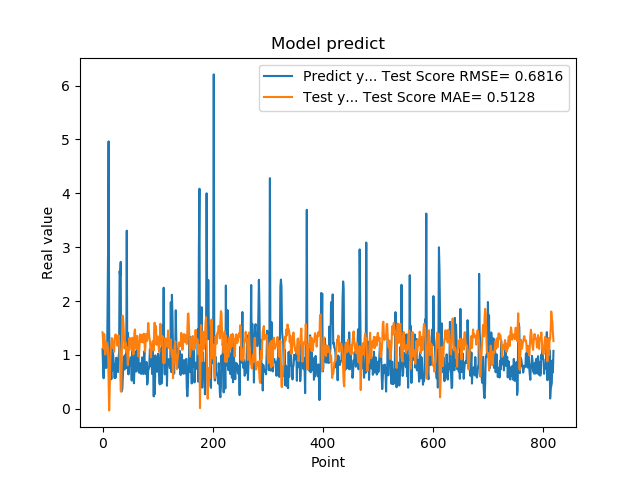 Model predict
Predict y... Test Score RMSE= 0.6816
Test y... Test Score MAE= 0.5128
Real value
6
5
4
3
2
1
0
0 200 400 600 800
Point